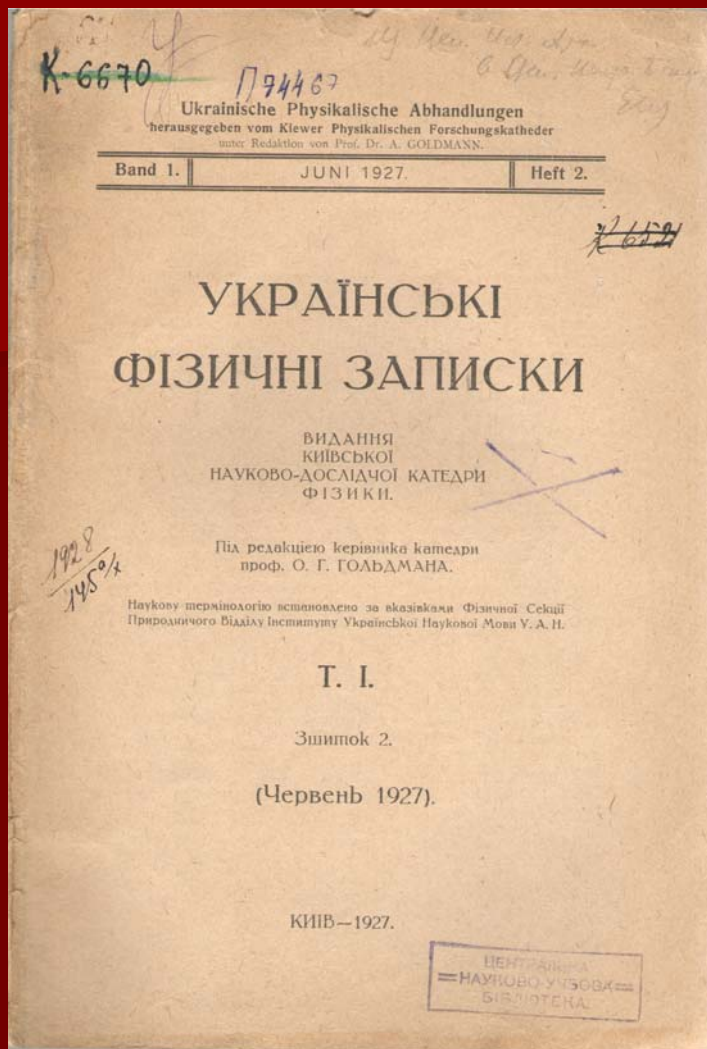 К-6670
П74467
Ukrainische Physikalische Abhandlungen
herausgegeben vom Kiewer Physikalischen Forschungskatheder
unter Redaktion von Prof. Dr. A. GOLDMANN.
Band 1. JUNI 1927. Heft 2.
УКРАЇНСЬКІ
ФІЗИЧНІ ЗАПИСКИ
ВИДАННЯ
КИЇВСЬКОЇ
НАУКОВО-ДОСЛІДЧОЇ КАТЕДРИ
ФІЗИКИ.
Під редакцією керівника катедри
проф. О. Г. ГОЛЬДМАНА.
1928
Наукову термінологію встановлено за вказівками Фізичної Секції
Природничого Відділу Інституту Української Наукової Мови У. А. Н.
Т. І.
Зшиток 2.
(Червень 1927).
КИЇВ—1927.
ЦЕНТРАЛЬНА
НАУКОВО-УЧБОВА
БІБЛІОТЕКА.